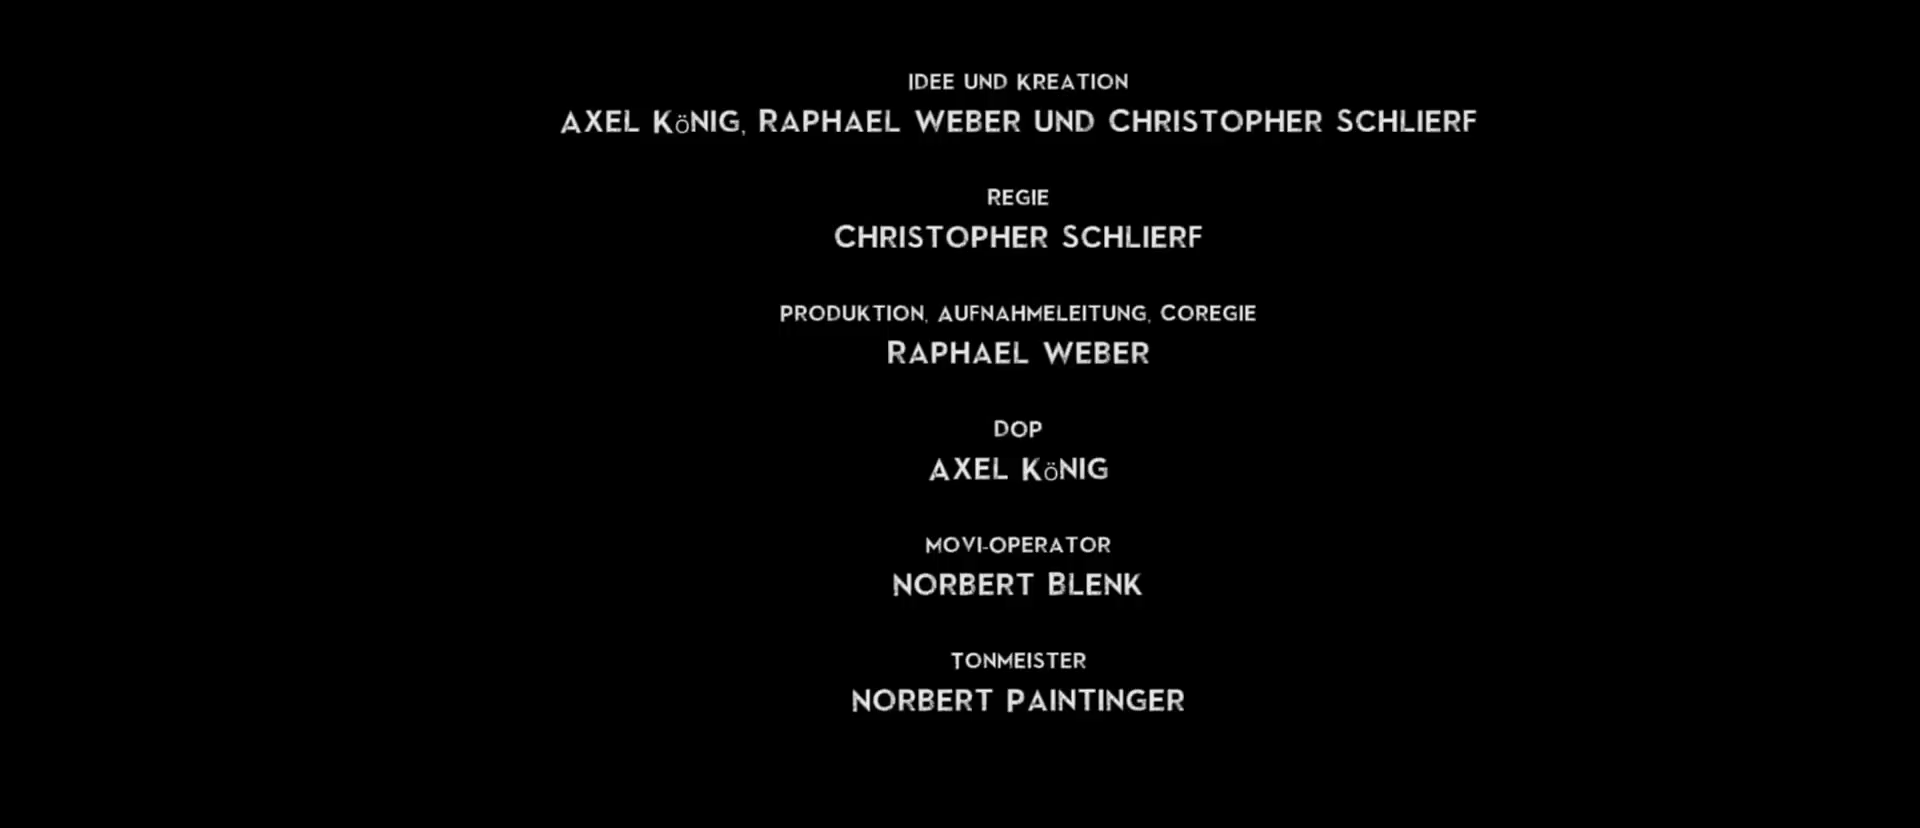 IDEE UND KREATION
AXEL KöNIG, RAPHAEL WEBER UND CHRISTOPHER SCHLIERF
REGIE
CHRISTOPHER SCHLIERF
PRODUKTION, AUFNAHMELEITUNG, COREGIE
RAPHAEL WEBER
DOP
AXEL KöNIG
MOVI-OPERATOR
NORBERT BLENK
TONMEISTER
NORBERT PAINTINGER